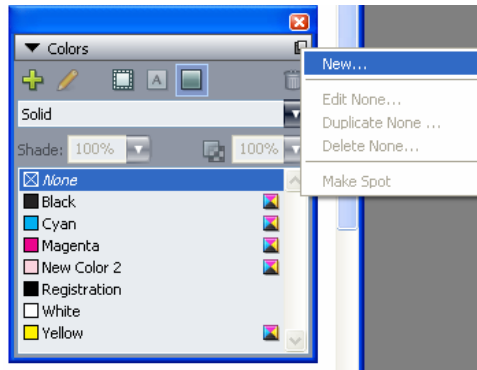 Colors
A
Solid
Shade: 100% 100%
None
Black
Cyan
Magenta
New Color 2
Registration
White
Yellow
New...
Edit None...
Duplicate None ...
Delete None...
Make Spot